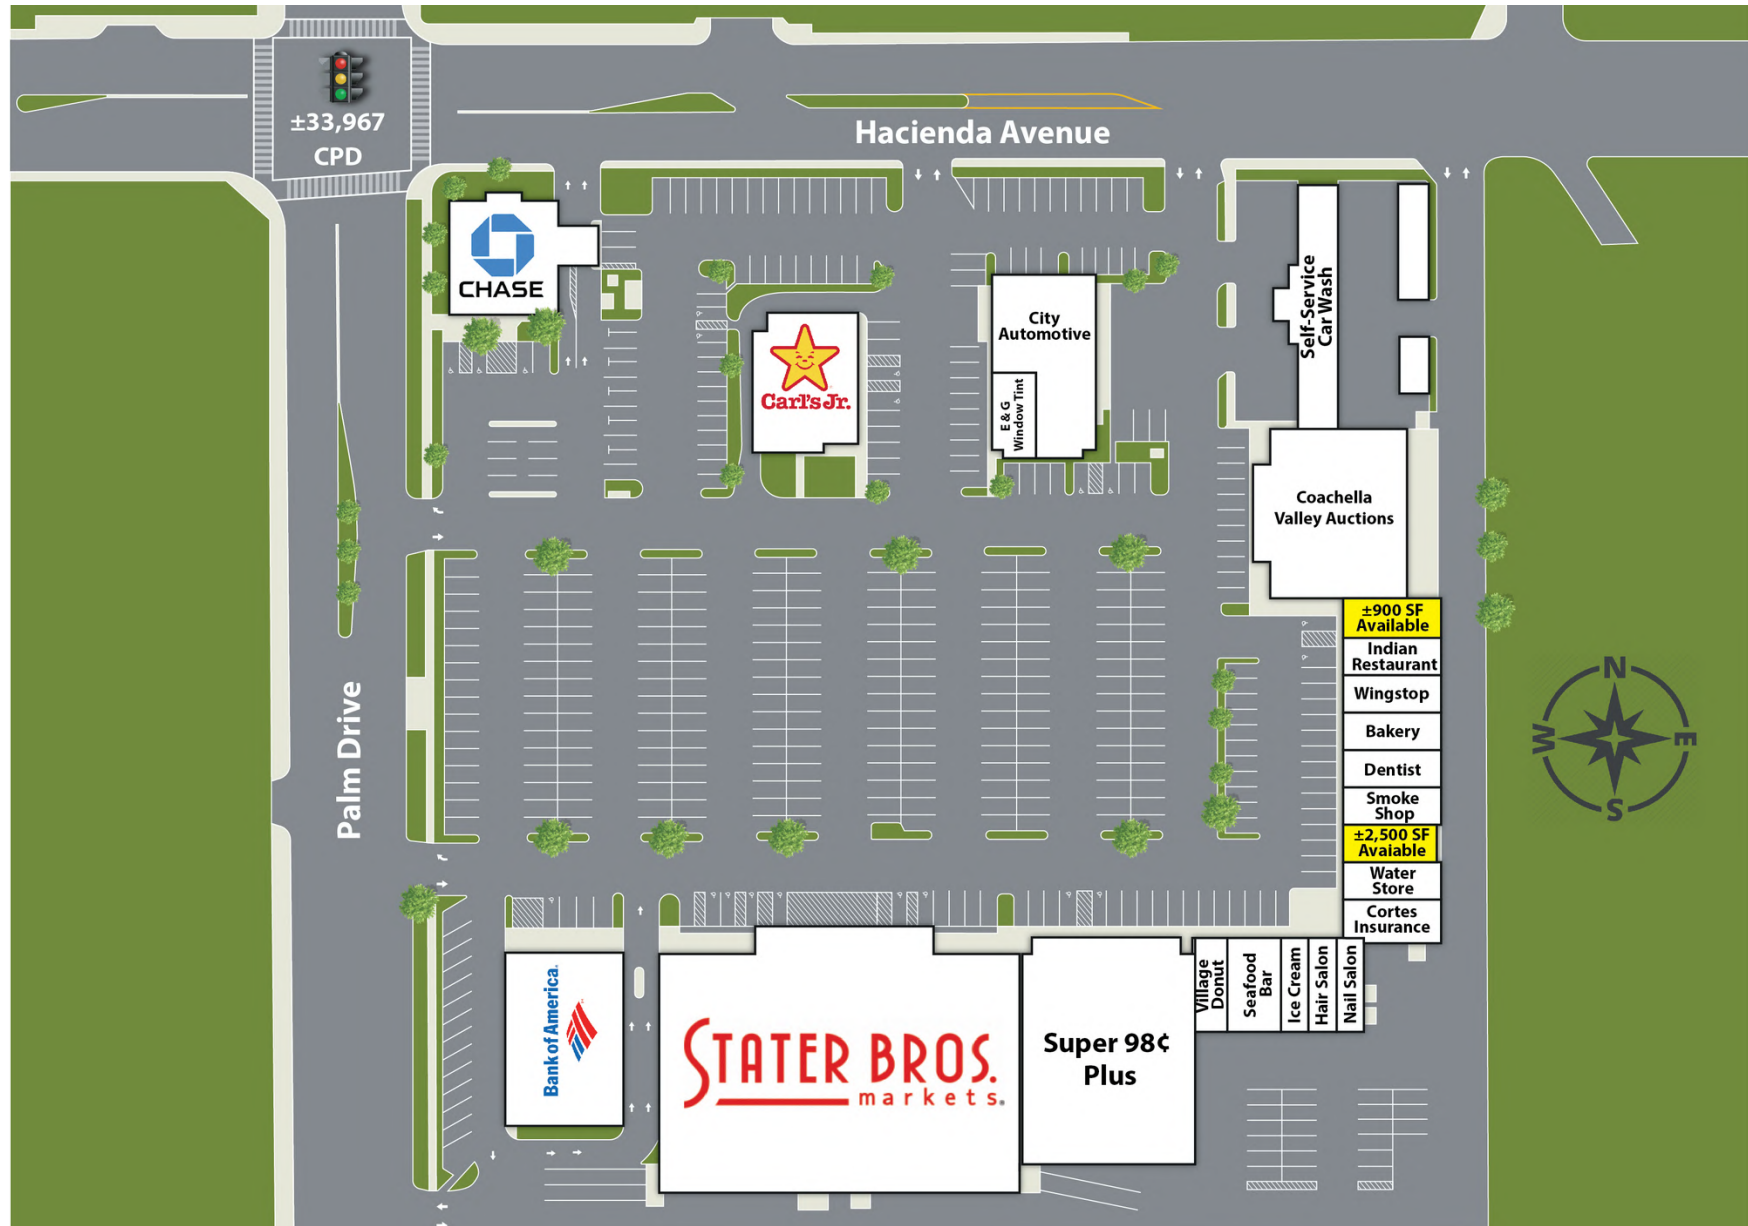 ±33,967
CPD
Hacienda Avenue
CHASE
Carl's Jr.
City
Automotive
E & G
Window Tint
Self-Service
Car Wash
Coachella
Valley Auctions
±900 SF
Available
Indian
Restaurant
Wingstop
Bakery
Dentist
Smoke
Shop
±2,500 SF
Avaiable
Water
Store
Cortes
Insurance
N
E
S
W
Palm Drive
Bank of America.
STATER BROS.
markets.
Super 98¢
Plus
Village
Donut
Seafood
Bar
Ice Cream
Hair Salon
Nail Salon